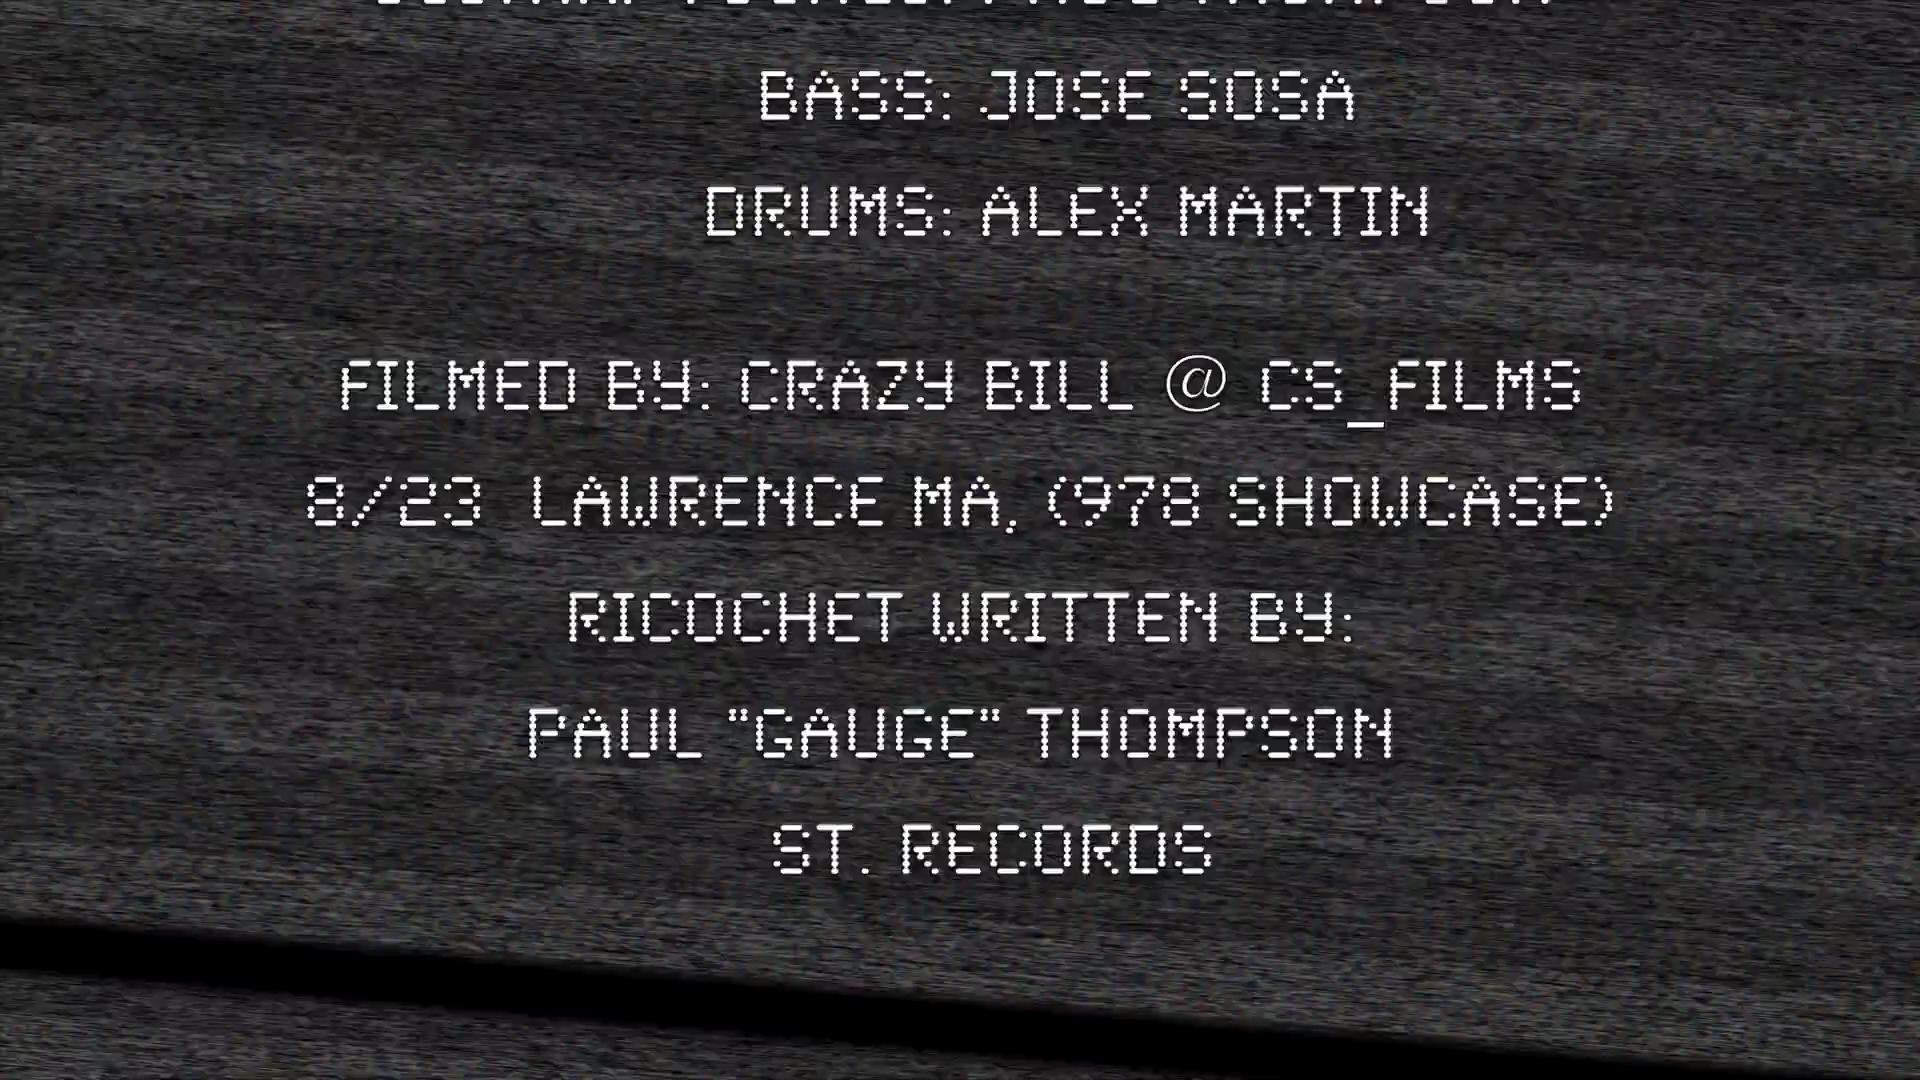 BASS: JOSE SOSA
DRUMS: ALEX MARTIN
FILMED BY: CRAZY BILL @ CS_FILMS
8/23 LAWRENCE MA, (978 SHOWCASE)
RICOCHET WRITTEN BY:
PAUL "GAUGE" THOMPSON
ST. RECORDS